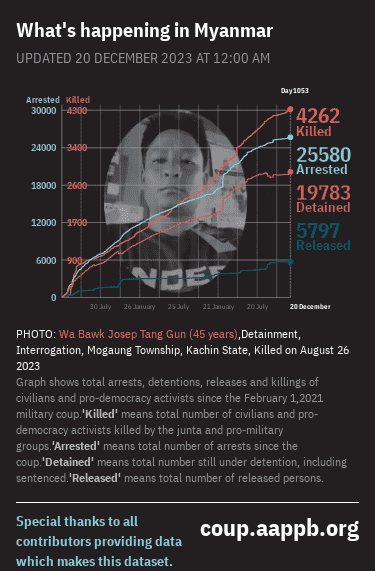 What's happening in Myanmar
UPDATED 20 DECEMBER 2023 AT 12:00 AM
Day1053
Arrested Killed
30000 4300
24000 3400
18000 2600
12000 1700
6000 900
0
4262
Killed
25580
Arrested
19783
Detained
5797
Released
NDEF
30 July 26 January 25 July 21 January 20 July 20 December
PHOTO: Wa Bawk Josep Tang Gun (45 years),Detainment,
Interrogation, Mogaung Township, Kachin State, Killed on August 26
2023
Graph shows total arrests, detentions, releases and killings of
civilians and pro-democracy activists since the February 1,2021
military coup.'Killed' means total number of civilians and pro-
democracy activists killed by the junta and pro-military
groups.'Arrested' means total number of arrests since the
coup.'Detained' means total number still under detention, including
sentenced.'Released' means total number of released persons.
Special thanks to all
contributors providing data
which makes this dataset.
coup.aappb.org